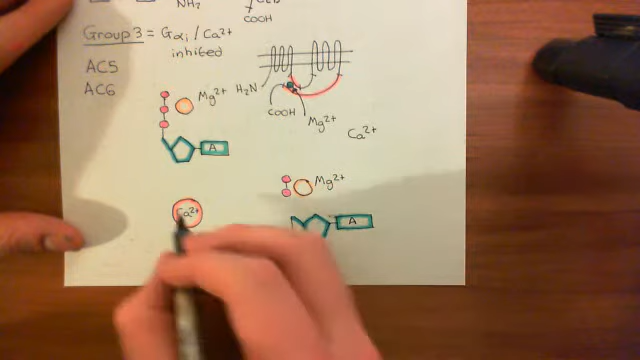 NH₂
COOH
Group 3 = Gαi / Ca²⁺
inhibited
AC5
AC6
H₂N
COOH
Mg²⁺
Ca²⁺
Mg²⁺
A
Mg²⁺
A
Ca²⁺